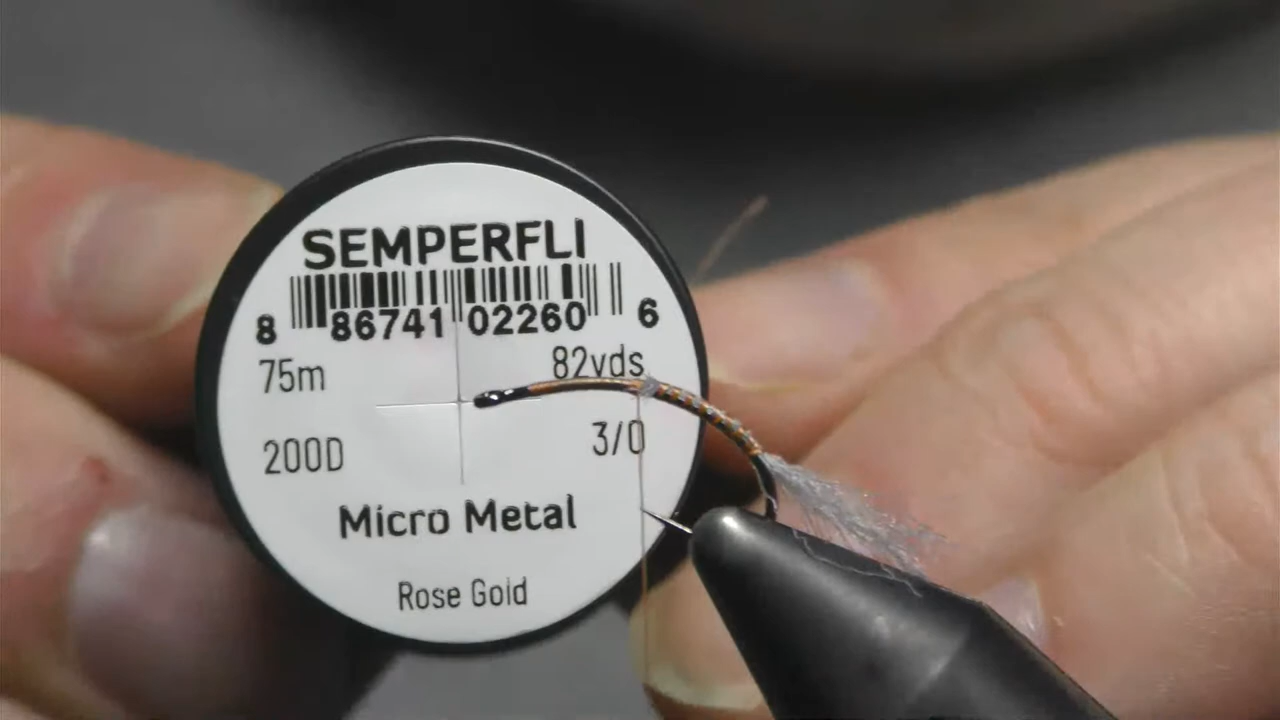 SEMPERFLI
8 86741 02260 6
75m 82yds
200D 3/0
Micro Metal
Rose Gold